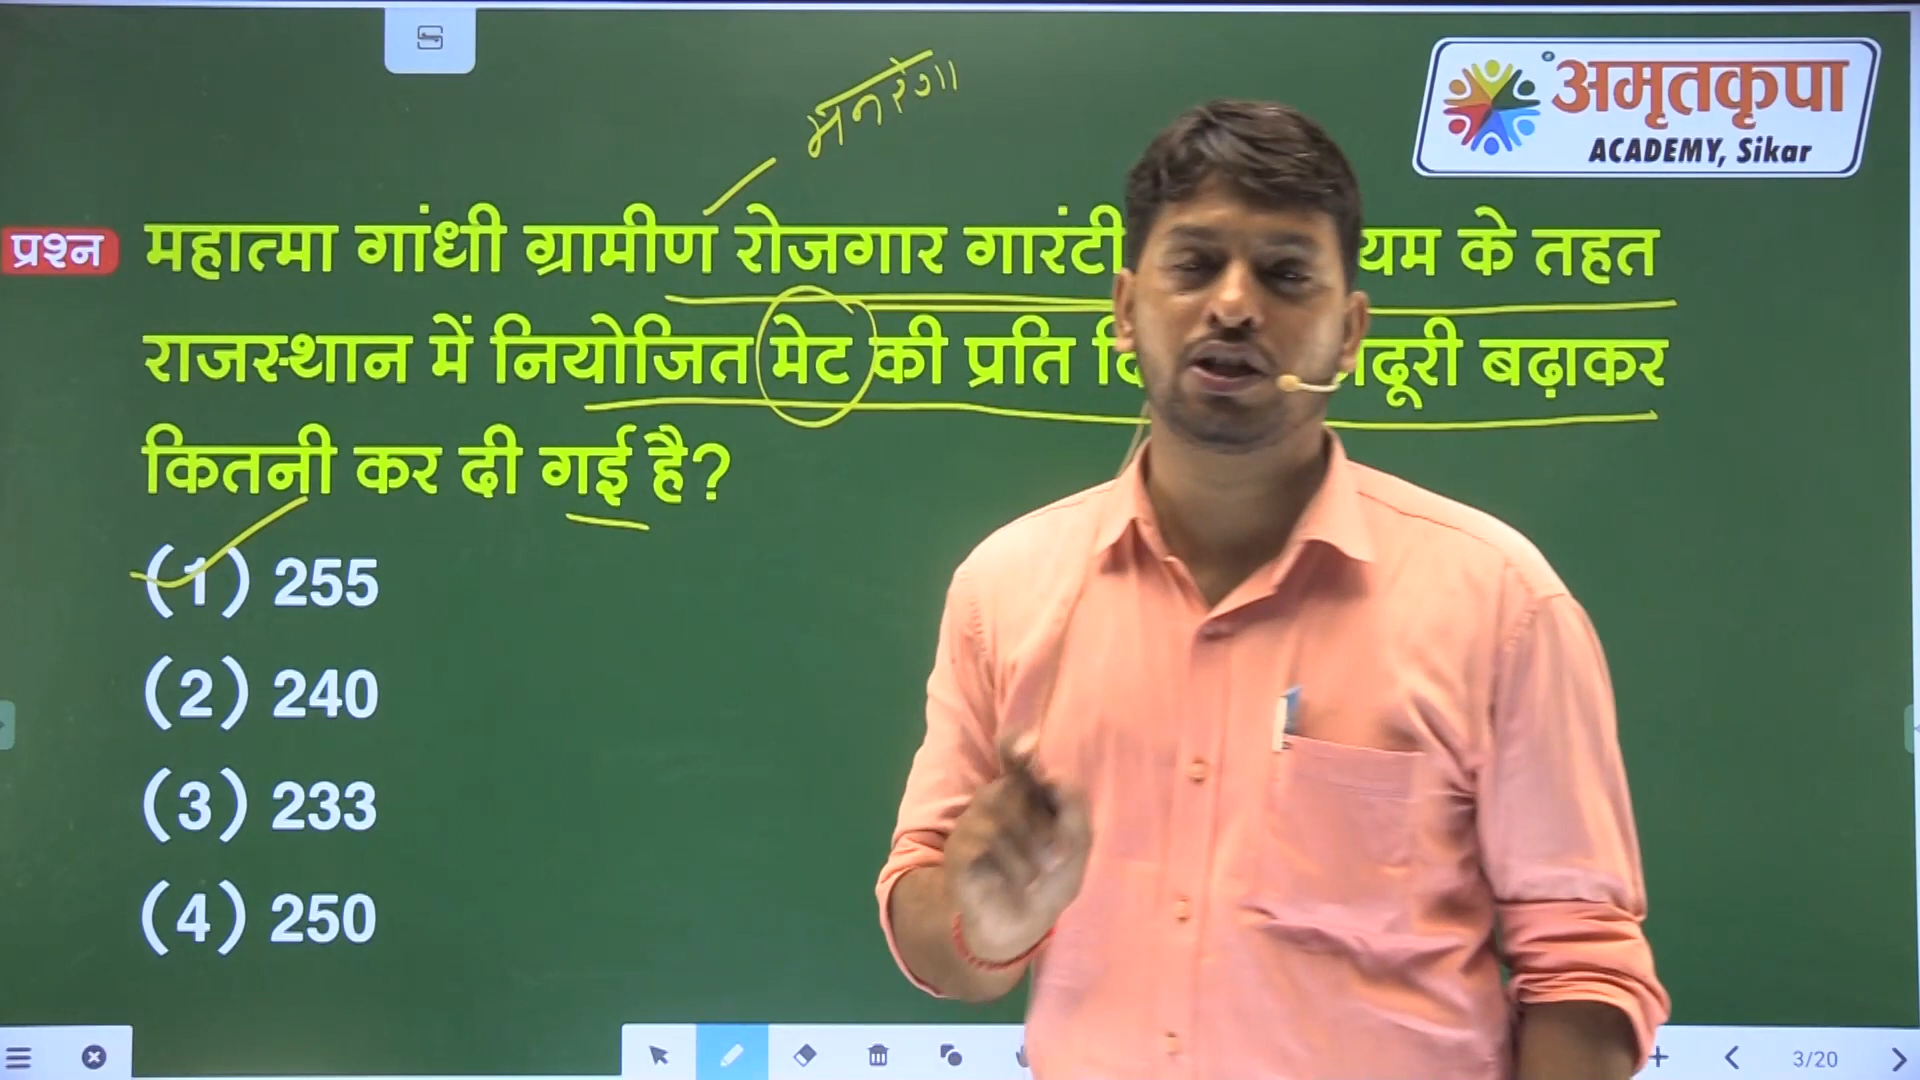 मनरेगा
अमृतकृपा
ACADEMY, Sikar
प्रश्न महात्मा गांधी ग्रामीण रोजगार गारंटी यम के तहत
राजस्थान में नियोजित मेट की प्रति दि दूरी बढ़ाकर
कितनी कर दी गई है?
(1) 255
(2) 240
(3) 233
(4) 250
3/20